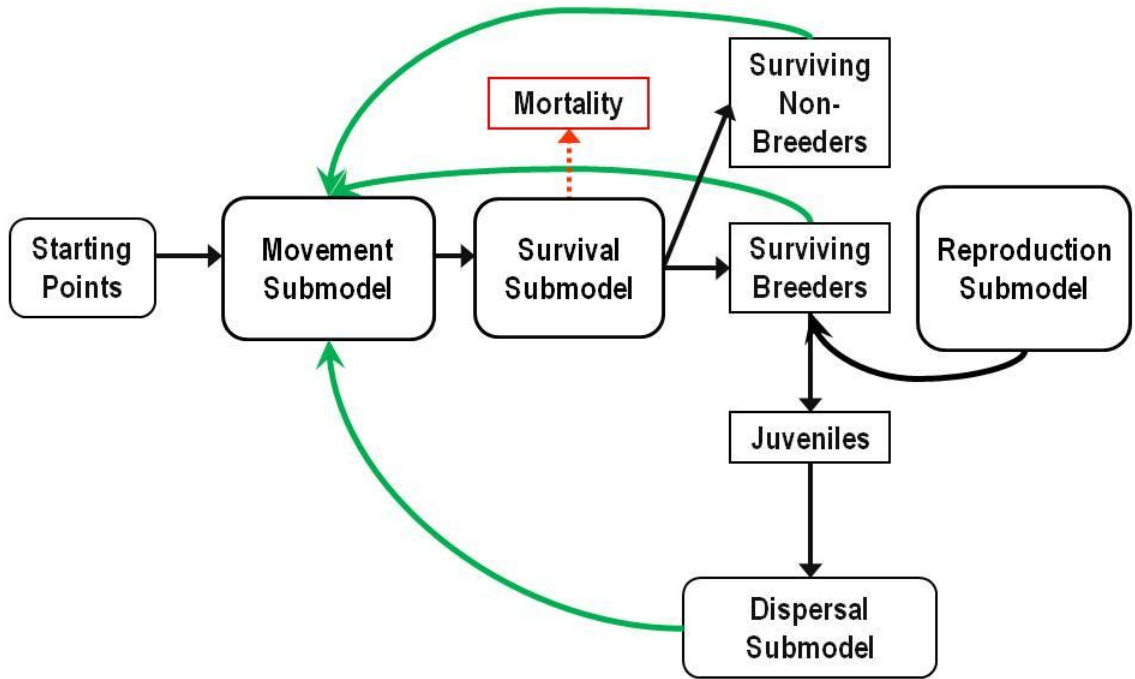 Surviving
Non-
Breeders
Mortality
Starting
Points
Movement
Submodel
Survival
Submodel
Surviving
Breeders
Reproduction
Submodel
Juveniles
Dispersal
Submodel